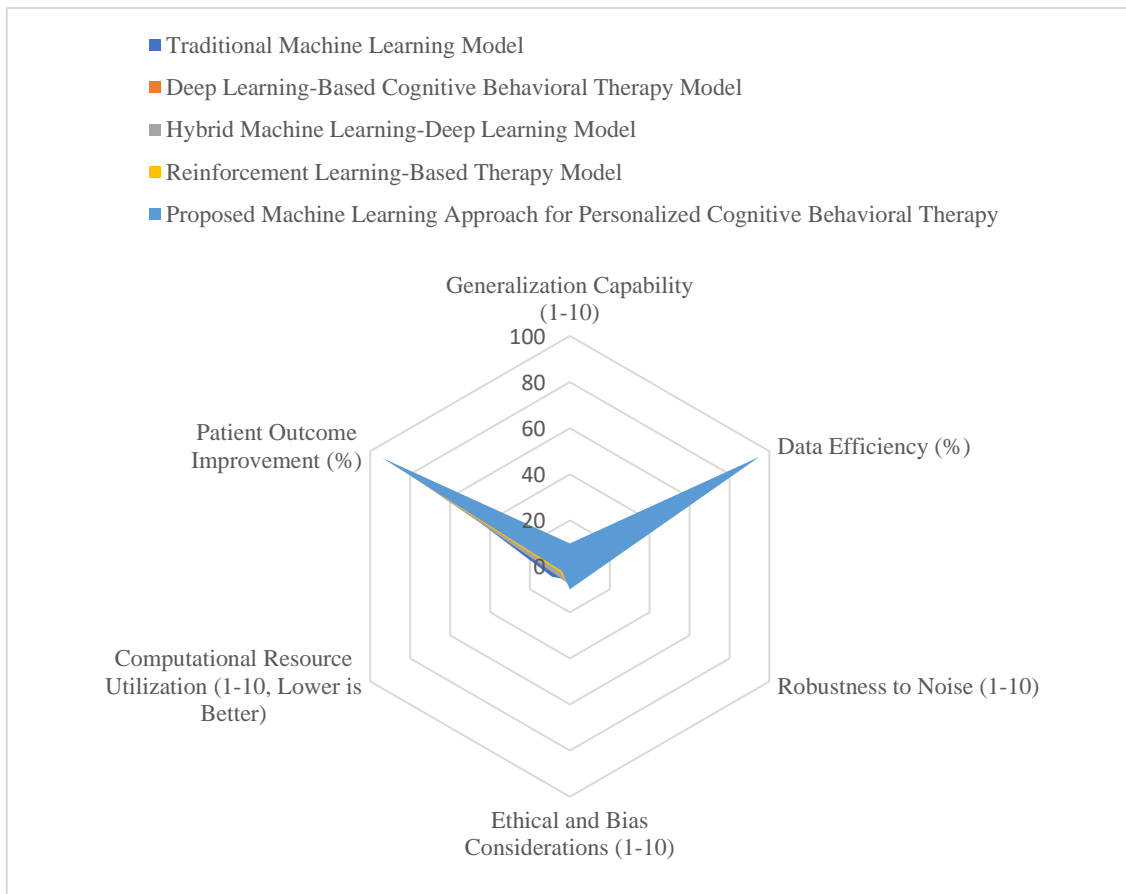 Traditional Machine Learning Model
Deep Learning-Based Cognitive Behavioral Therapy Model
Hybrid Machine Learning-Deep Learning Model
Reinforcement Learning-Based Therapy Model
Proposed Machine Learning Approach for Personalized Cognitive Behavioral Therapy
Generalization Capability
(1-10)
100
80
60
40
20
0
Data Efficiency (%)
Robustness to Noise (1-10)
Ethical and Bias
Considerations (1-10)
Computational Resource
Utilization (1-10, Lower is
Better)
Patient Outcome
Improvement (%)